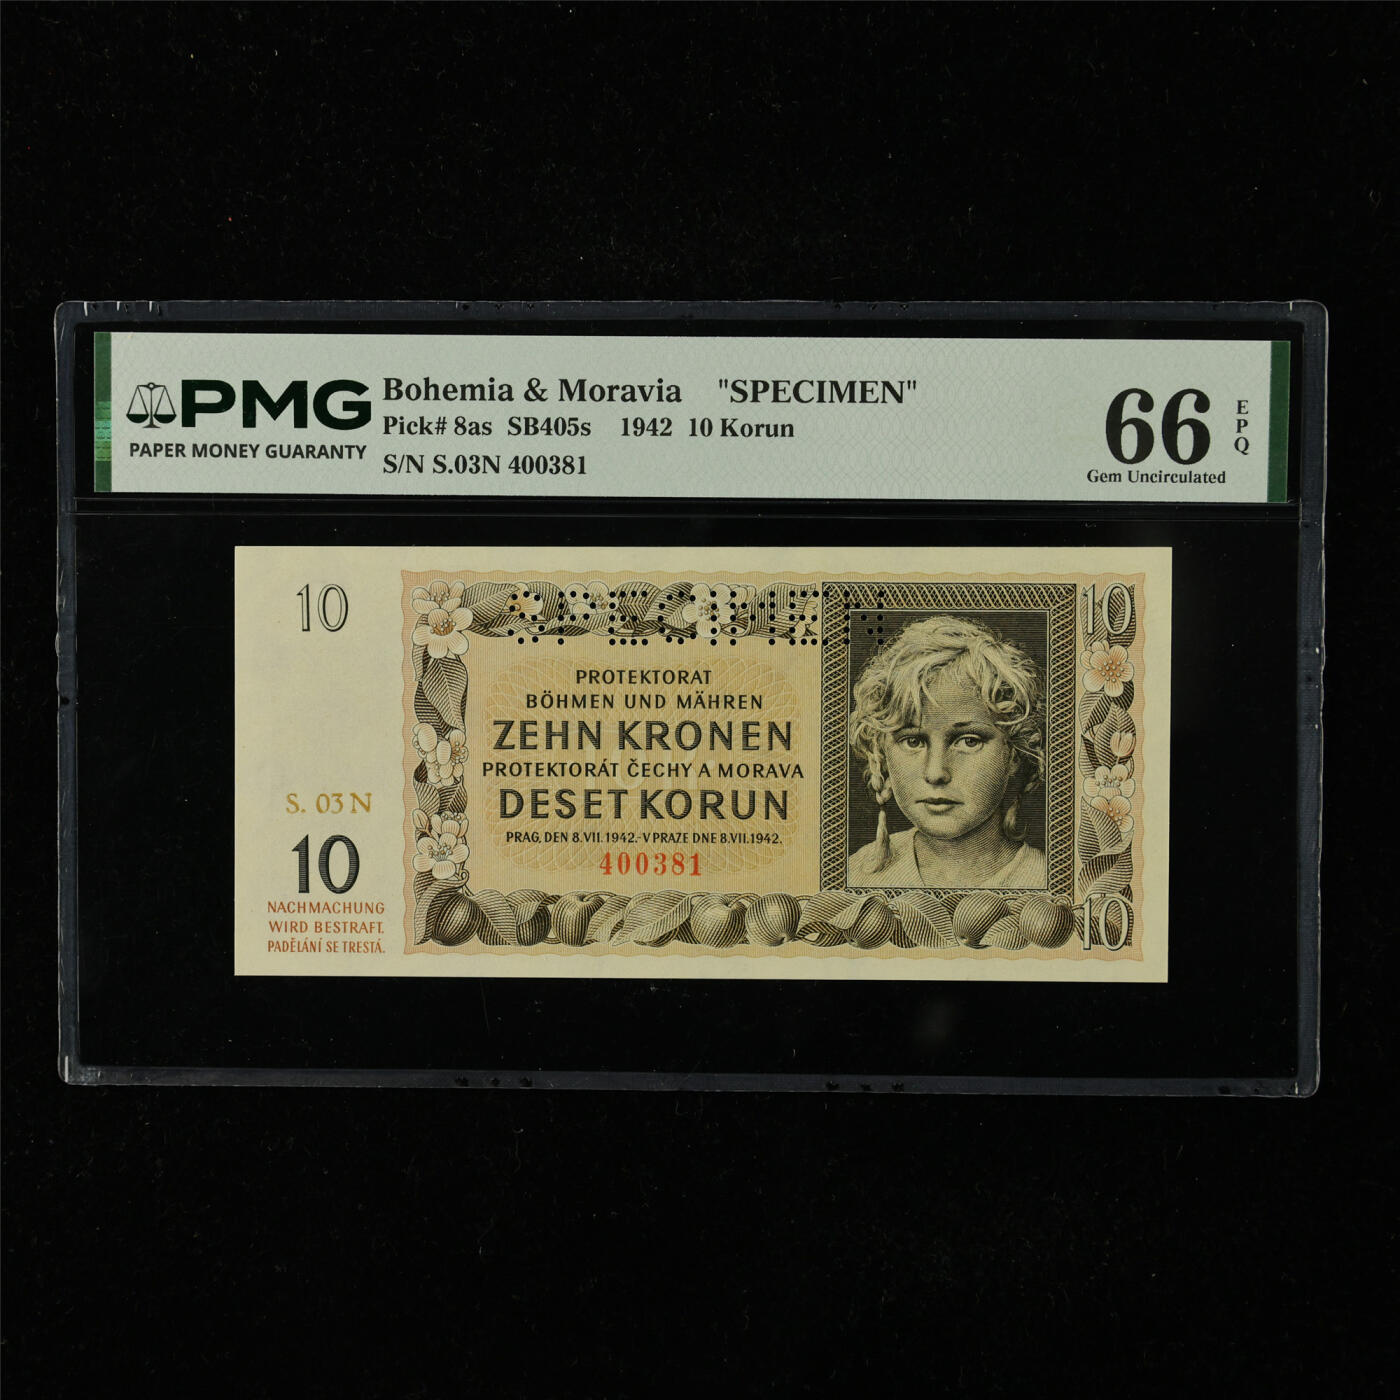 PMG
PAPER MONEY GUARANTY
Bohemia & Moravia "SPECIMEN"
Pick# 8as SB405s 1942 10 Korun
S/N S.03N 400381
66
EPQ
Gem Uncirculated
10
SPECIMEN
10
PROTEKTORAT
BÖHMEN UND MÄHREN
ZEHN KRONEN
PROTEKTORÁT ČECHY A MORAVA
DESET KORUN
PRAG, DEN 8.VII.1942.-V PRAZE DNE 8.VII.1942.
400381
S. 03 N
10
NACHMACHUNG
WIRD BESTRAFT.
PADĚLÁNÍ SE TRESTÁ.
10